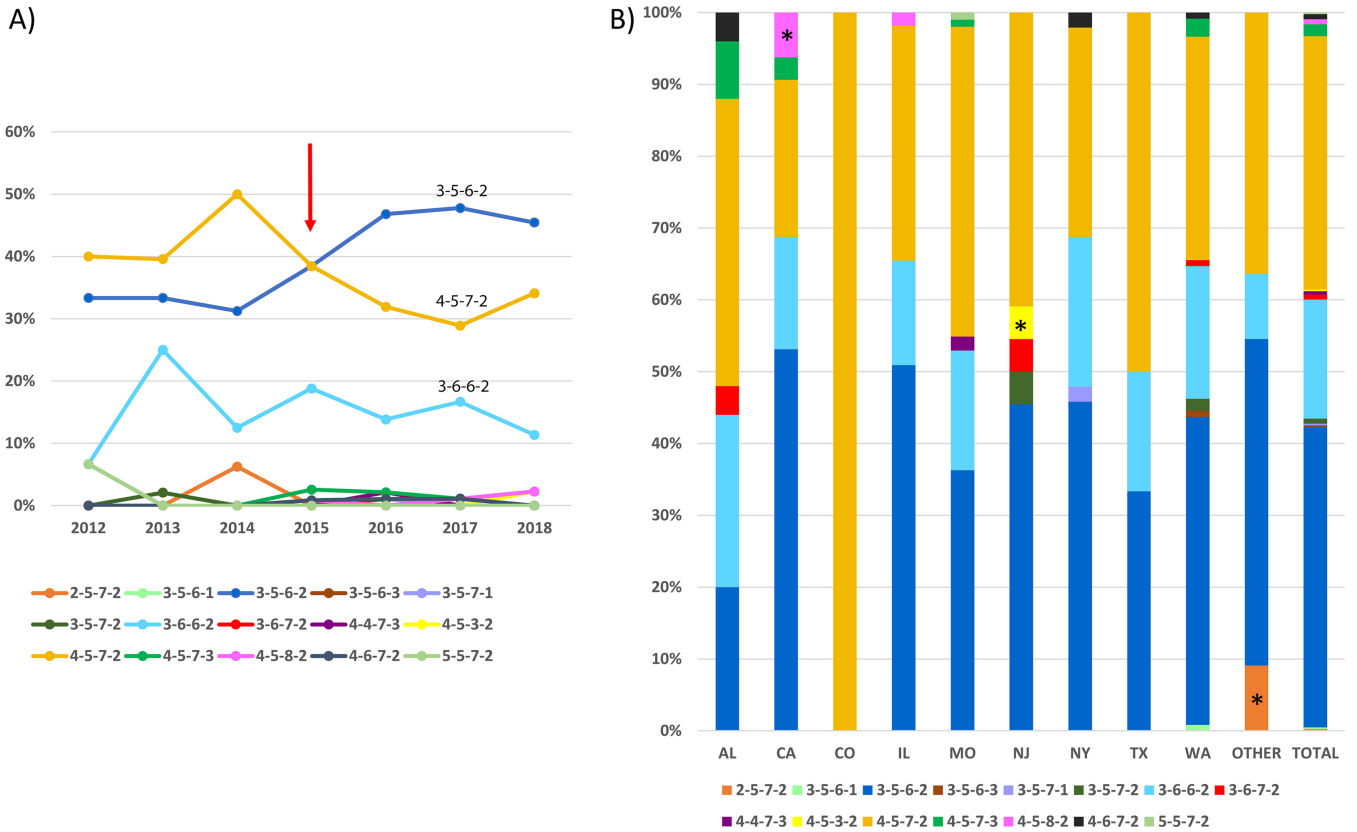 A)
60%
50%
40%
30%
20%
10%
0%
3-5-6-2
4-5-7-2
3-6-6-2
2012 2013 2014 2015 2016 2017 2018
2-5-7-2 3-5-6-1 3-5-6-2 3-5-6-3 3-5-7-1
3-5-7-2 3-6-6-2 3-6-7-2 4-4-7-3 4-5-3-2
4-5-7-2 4-5-7-3 4-5-8-2 4-6-7-2 5-5-7-2
B)
100%
90%
80%
70%
60%
50%
40%
30%
20%
10%
0%
*
*
*
AL CA CO IL MO NJ NY TX WA OTHER TOTAL
2-5-7-2 3-5-6-1 3-5-6-2 3-5-6-3 3-5-7-1 3-5-7-2 3-6-6-2 3-6-7-2
4-4-7-3 4-5-3-2 4-5-7-2 4-5-7-3 4-5-8-2 4-6-7-2 5-5-7-2